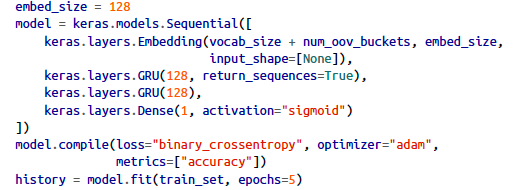 embed_size = 128
model = keras.models.Sequential([
    keras.layers.Embedding(vocab_size + num_oov_buckets, embed_size,
                           input_shape=[None]),
    keras.layers.GRU(128, return_sequences=True),
    keras.layers.GRU(128),
    keras.layers.Dense(1, activation="sigmoid")
])
model.compile(loss="binary_crossentropy", optimizer="adam",
              metrics=["accuracy"])
history = model.fit(train_set, epochs=5)